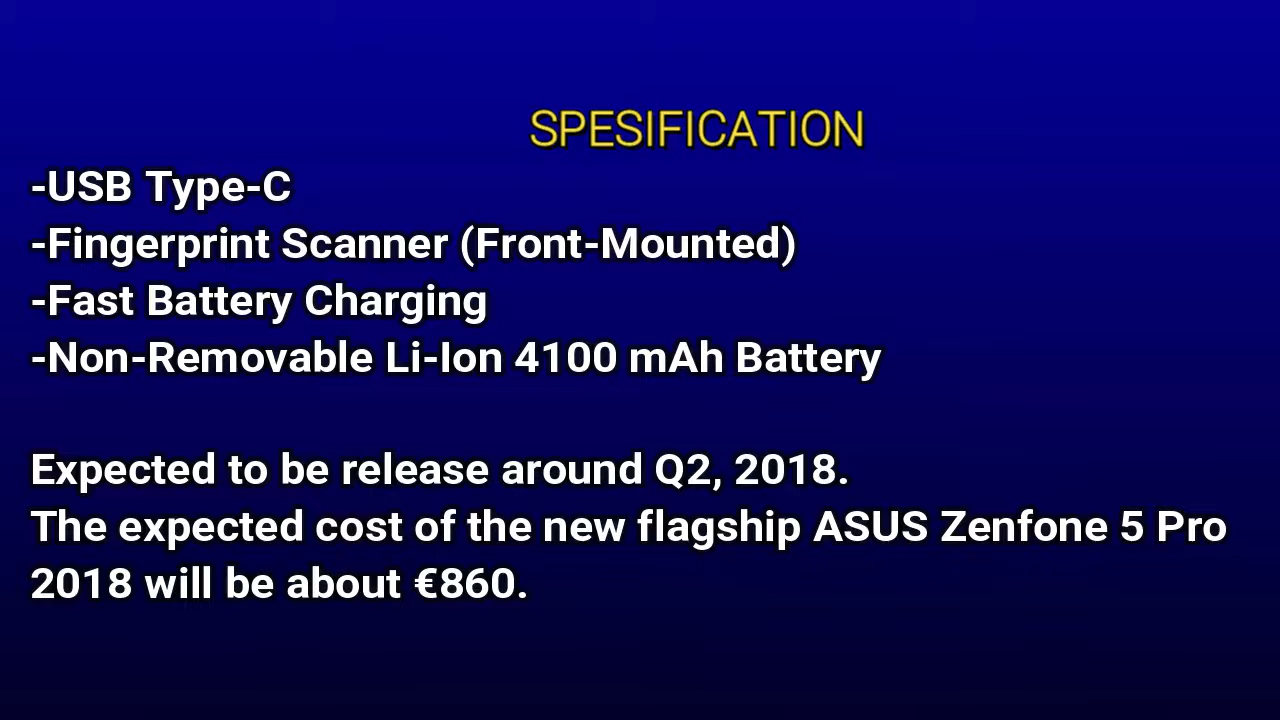 SPESIFICATION
-USB Type-C
-Fingerprint Scanner (Front-Mounted)
-Fast Battery Charging
-Non-Removable Li-Ion 4100 mAh Battery
Expected to be release around Q2, 2018.
The expected cost of the new flagship ASUS Zenfone 5 Pro
2018 will be about €860.